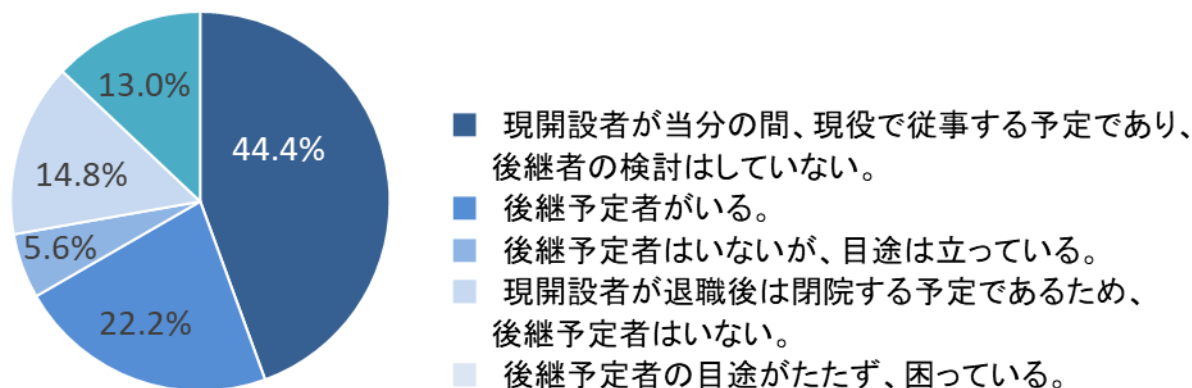 13.0%
44.4%
14.8%
5.6%
22.2%
現開設者が当分の間、現役で従事する予定であり、
後継者の検討はしていない。
後継予定者がいる。
後継予定者はいないが、目途は立っている。
現開設者が退職後は閉院する予定であるため、
後継予定者はいない。
後継予定者の目途がたたず、困っている。